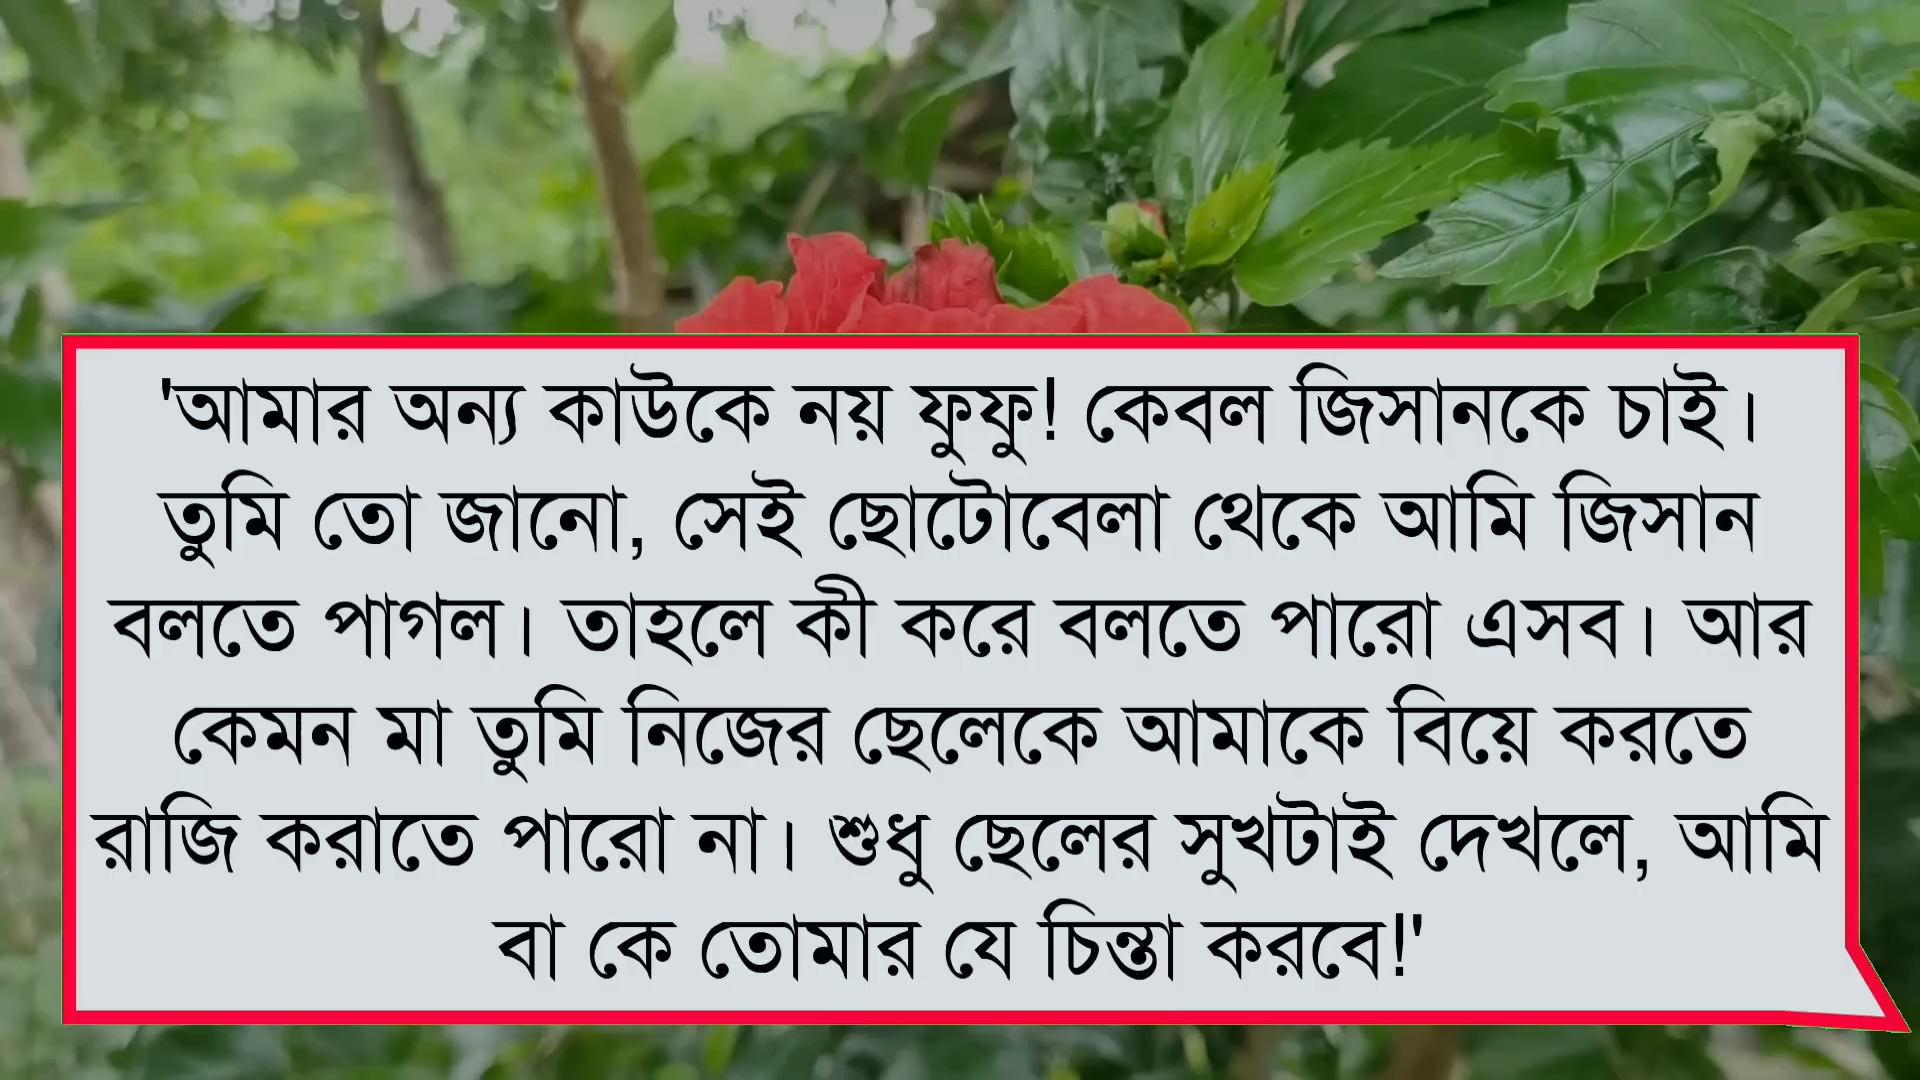 'আমার অন্য কাউকে নয় ফুফু! কেবল জিসানকে চাই।
তুমি তো জানো, সেই ছোটোবেলা থেকে আমি জিসান
বলতে পাগল। তাহলে কী করে বলতে পারো এসব। আর
কেমন মা তুমি নিজের ছেলেকে আমাকে বিয়ে করতে
রাজি করাতে পারো না। শুধু ছেলের সুখটাই দেখলে, আমি
বা কে তোমার যে চিন্তা করবে!'